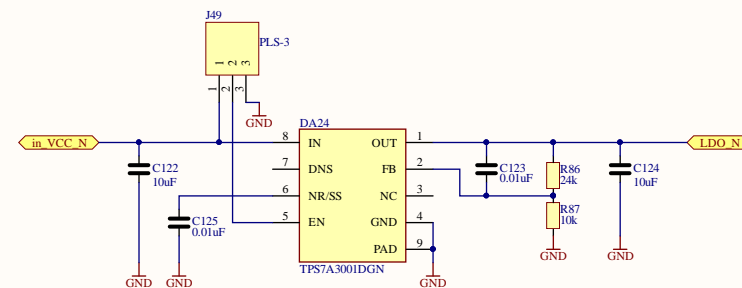 J49
PLS-3
1
2
3
1
2
3
GND
DA24
in_VCC_N
8
IN
OUT
1
LDO_N
C122
10uF
7
DNS
FB
2
C123
0.01uF
R86
24k
C124
10uF
6
NR/SS
NC
3
C125
0.01uF
5
EN
GND
4
R87
10k
PAD
9
TPS7A3001DGN
GND
GND
GND
GND
GND